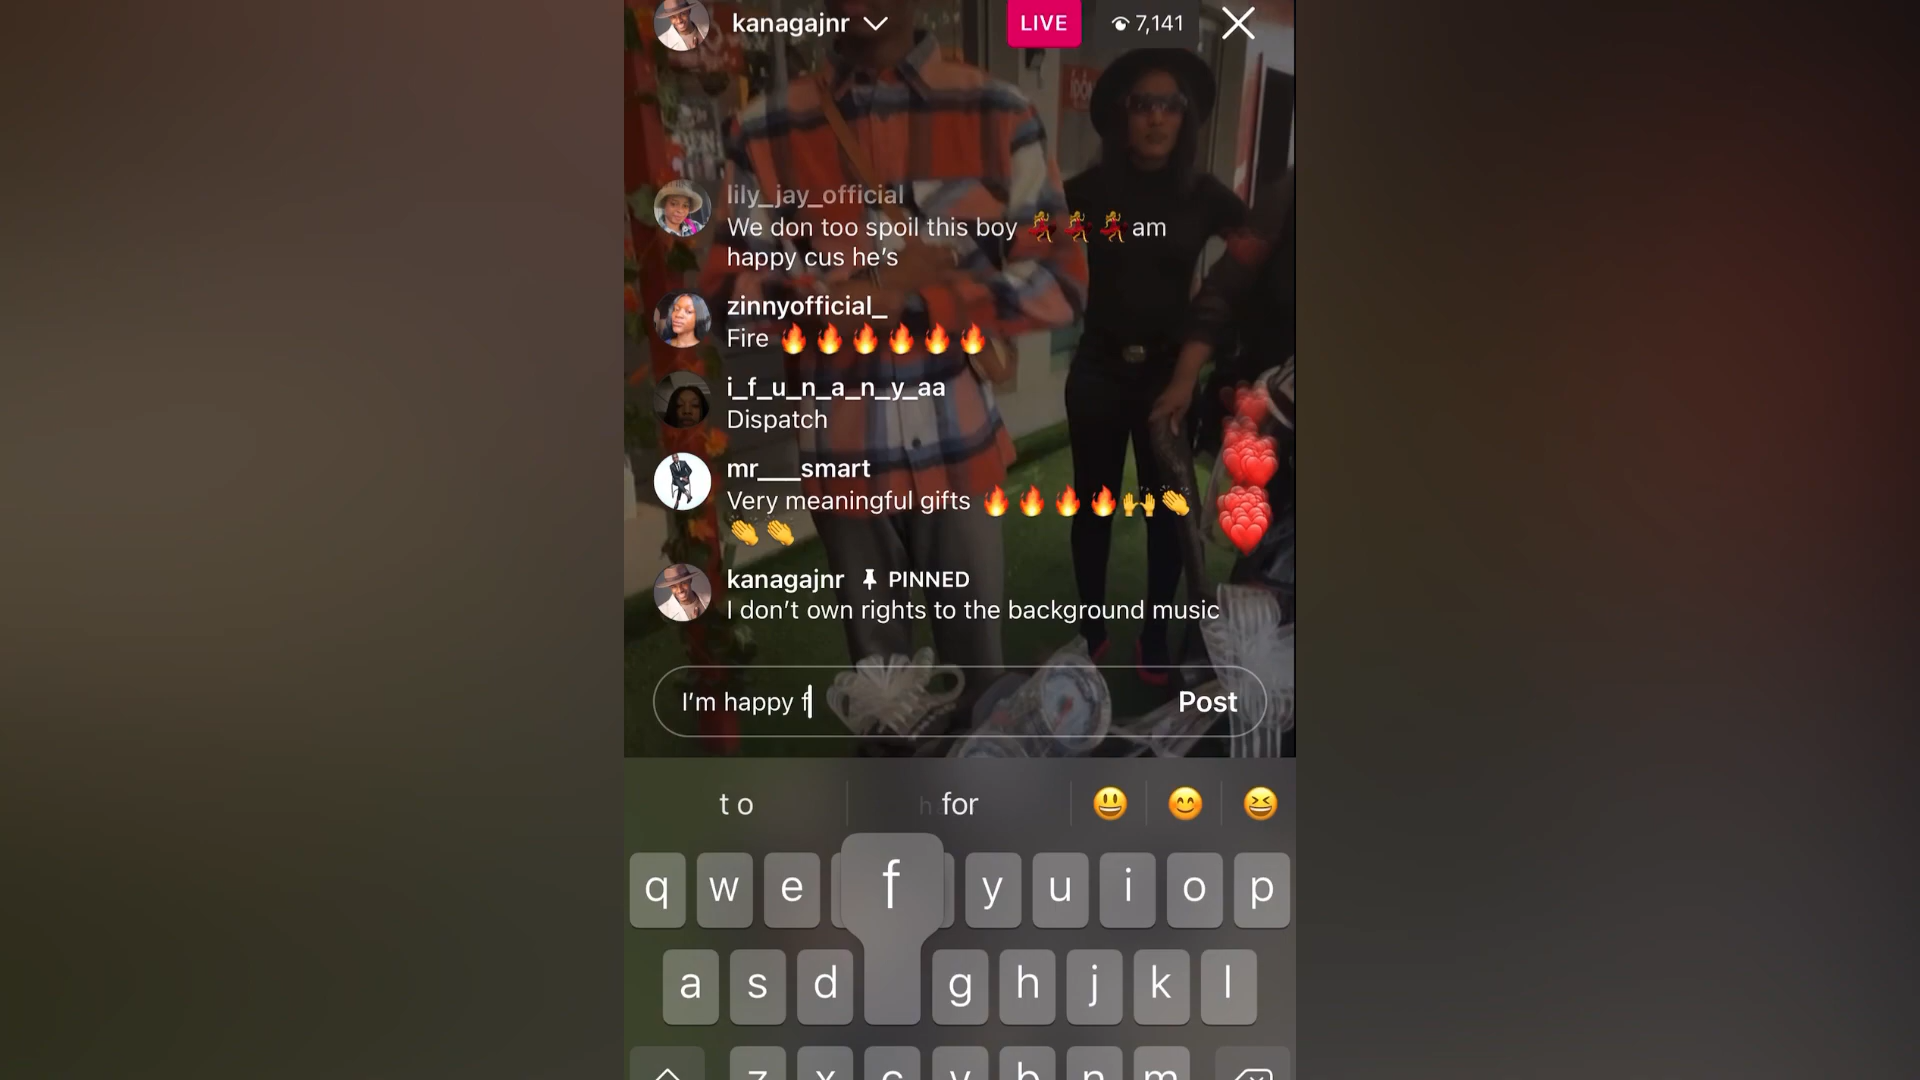 kanagajnr
LIVE
7,141
lily_jay_official
We don too spoil this boy 💃💃💃am
happy cus he’s
zinnyofficial_
Fire 🔥🔥🔥🔥🔥🔥
i_f_u_n_a_n_y_aa
Dispatch
mr___smart
Very meaningful gifts 🔥🔥🔥🔥🙌👏
👏👏
kanagajnr PINNED
I don’t own rights to the background music
I’m happy f
Post
to for 😃 😊 😆
q w e f y u i o p
a s d g h j k l
z x c v b n m